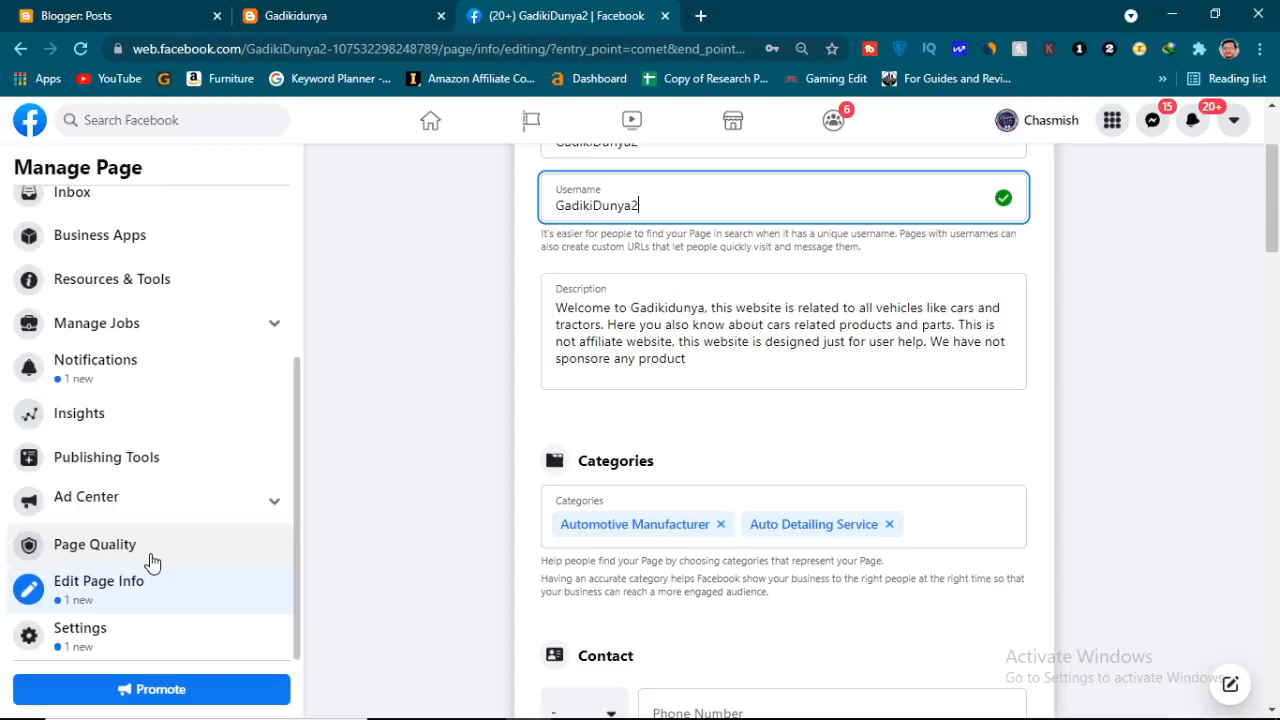 Blogger: Posts
Gadikidunya
(20+) GadikiDunya2 | Facebook
web.facebook.com/GadikiDunya2-107532298248789/page/info/editing/?entry_point=comet&end_point...
Apps
YouTube
Furniture
Keyword Planner -...
Amazon Affiliate Co...
Dashboard
Copy of Research P...
Gaming Edit
For Guides and Revi...
»
Reading list
Search Facebook
6
Chasmish
15
20+
Manage Page
Inbox
Business Apps
Resources & Tools
Manage Jobs
Notifications
1 new
Insights
Publishing Tools
Ad Center
Page Quality
Edit Page Info
1 new
Settings
1 new
Promote
GadikiDunya2
Username
GadikiDunya2
It's easier for people to find your Page in search when it has a unique username. Pages with usernames can
also create custom URLs that let people quickly visit and message them.
Description
Welcome to Gadikidunya, this website is related to all vehicles like cars and
tractors. Here you also know about cars related products and parts. This is
not affiliate website, this website is designed just for user help. We have not
sponsore any product
Categories
Categories
Automotive Manufacturer
Auto Detailing Service
Help people find your Page by choosing categories that represent your Page.
Having an accurate category helps Facebook show your business to the right people at the right time so that
your business can reach a more engaged audience.
Contact
-
Phone Number
Activate Windows
Go to Settings to activate Windows.